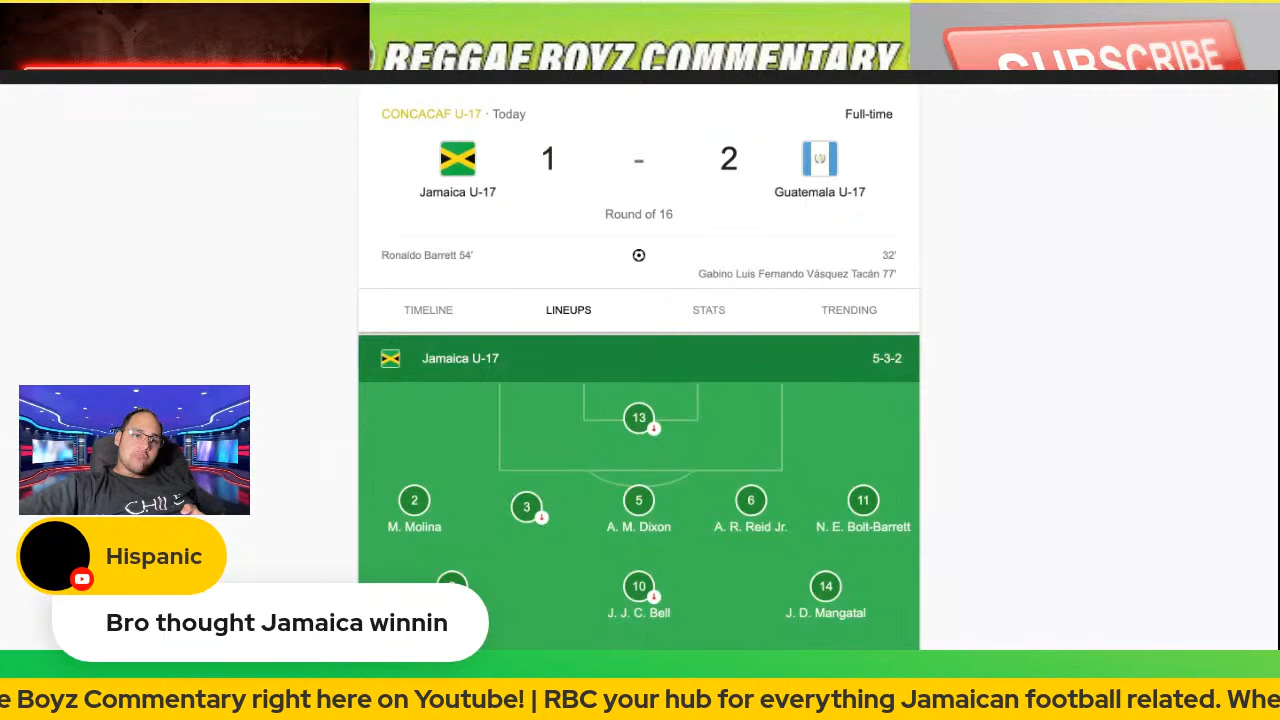 REGGAE BOYZ COMMENTARY
SUBSCRIBE
CONCACAF U-17 · Today
Full-time
1 - 2
Jamaica U-17
Guatemala U-17
Round of 16
Ronaldo Barrett 54'
32'
Gabino Luis Fernando Vásquez Tacán 77'
TIMELINE
LINEUPS
STATS
TRENDING
Jamaica U-17
5-3-2
13
2
3
5
6
11
M. Molina
A. M. Dixon
A. R. Reid Jr.
N. E. Bolt-Barrett
10
14
J. J. C. Bell
J. D. Mangatal
CHILE
Hispanic
Bro thought Jamaica winnin
e Boyz Commentary right here on Youtube! | RBC your hub for everything Jamaican football related. Whe